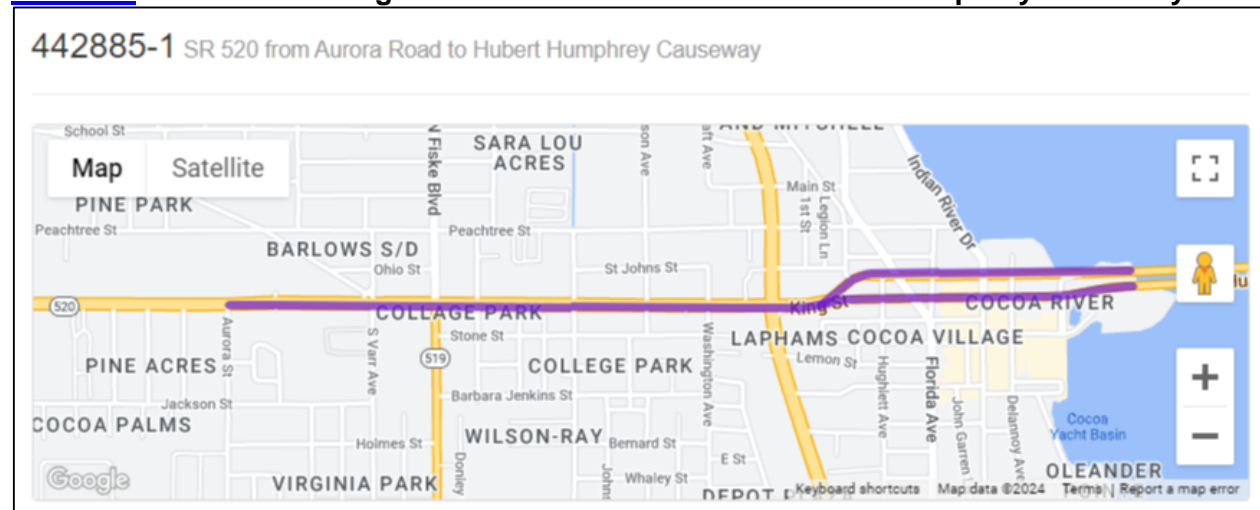 442885-1 SR 520 from Aurora Road to Hubert Humphrey Causeway
School St
Map
Satellite
N Fiske Blvd
SARA LOU
ACRES
Main St
1st St
Legion Ln
Indian River Dr
PINE PARK
Peachtree St
Peachtree St
BARLOWS S/D
Ohio St
St Johns St
520
King St
COLLAGE PARK
COCOA RIVER
Aurora St
S Varr Ave
Stone St
519
Washington Ave
LAPHAMS
COCOA VILLAGE
PINE ACRES
COLLEGE PARK
Lemon St
Hughlett Ave
Florida Ave
Jackson St
Barbara Jenkins St
John Garren
Delannoy Ave
COCOA PALMS
Cocoa
Yacht Basin
Holmes St
WILSON-RAY
Bernard St
E St
Donley
Whaley St
OLEANDER
Google
VIRGINIA PARK
DEPOT
Keyboard shortcuts
Map data ©2024
Terms
Report a map error